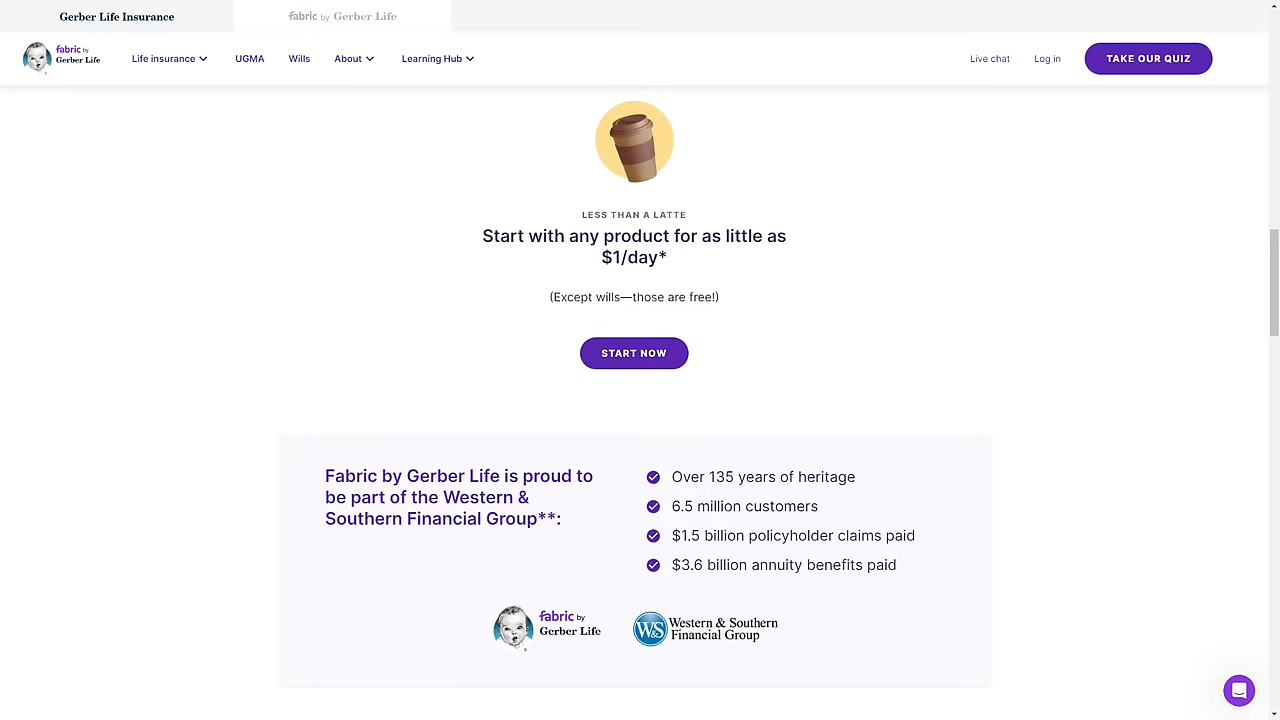 Gerber Life Insurance
fabric by Gerber Life
fabric by
Gerber Life
Life insurance
UGMA
Wills
About
Learning Hub
Live chat
Log in
TAKE OUR QUIZ
LESS THAN A LATTE
Start with any product for as little as
$1/day*
(Except wills—those are free!)
START NOW
Fabric by Gerber Life is proud to
be part of the Western &
Southern Financial Group**:
Over 135 years of heritage
6.5 million customers
$1.5 billion policyholder claims paid
$3.6 billion annuity benefits paid
fabric by
Gerber Life
W&S
Western & Southern
Financial Group